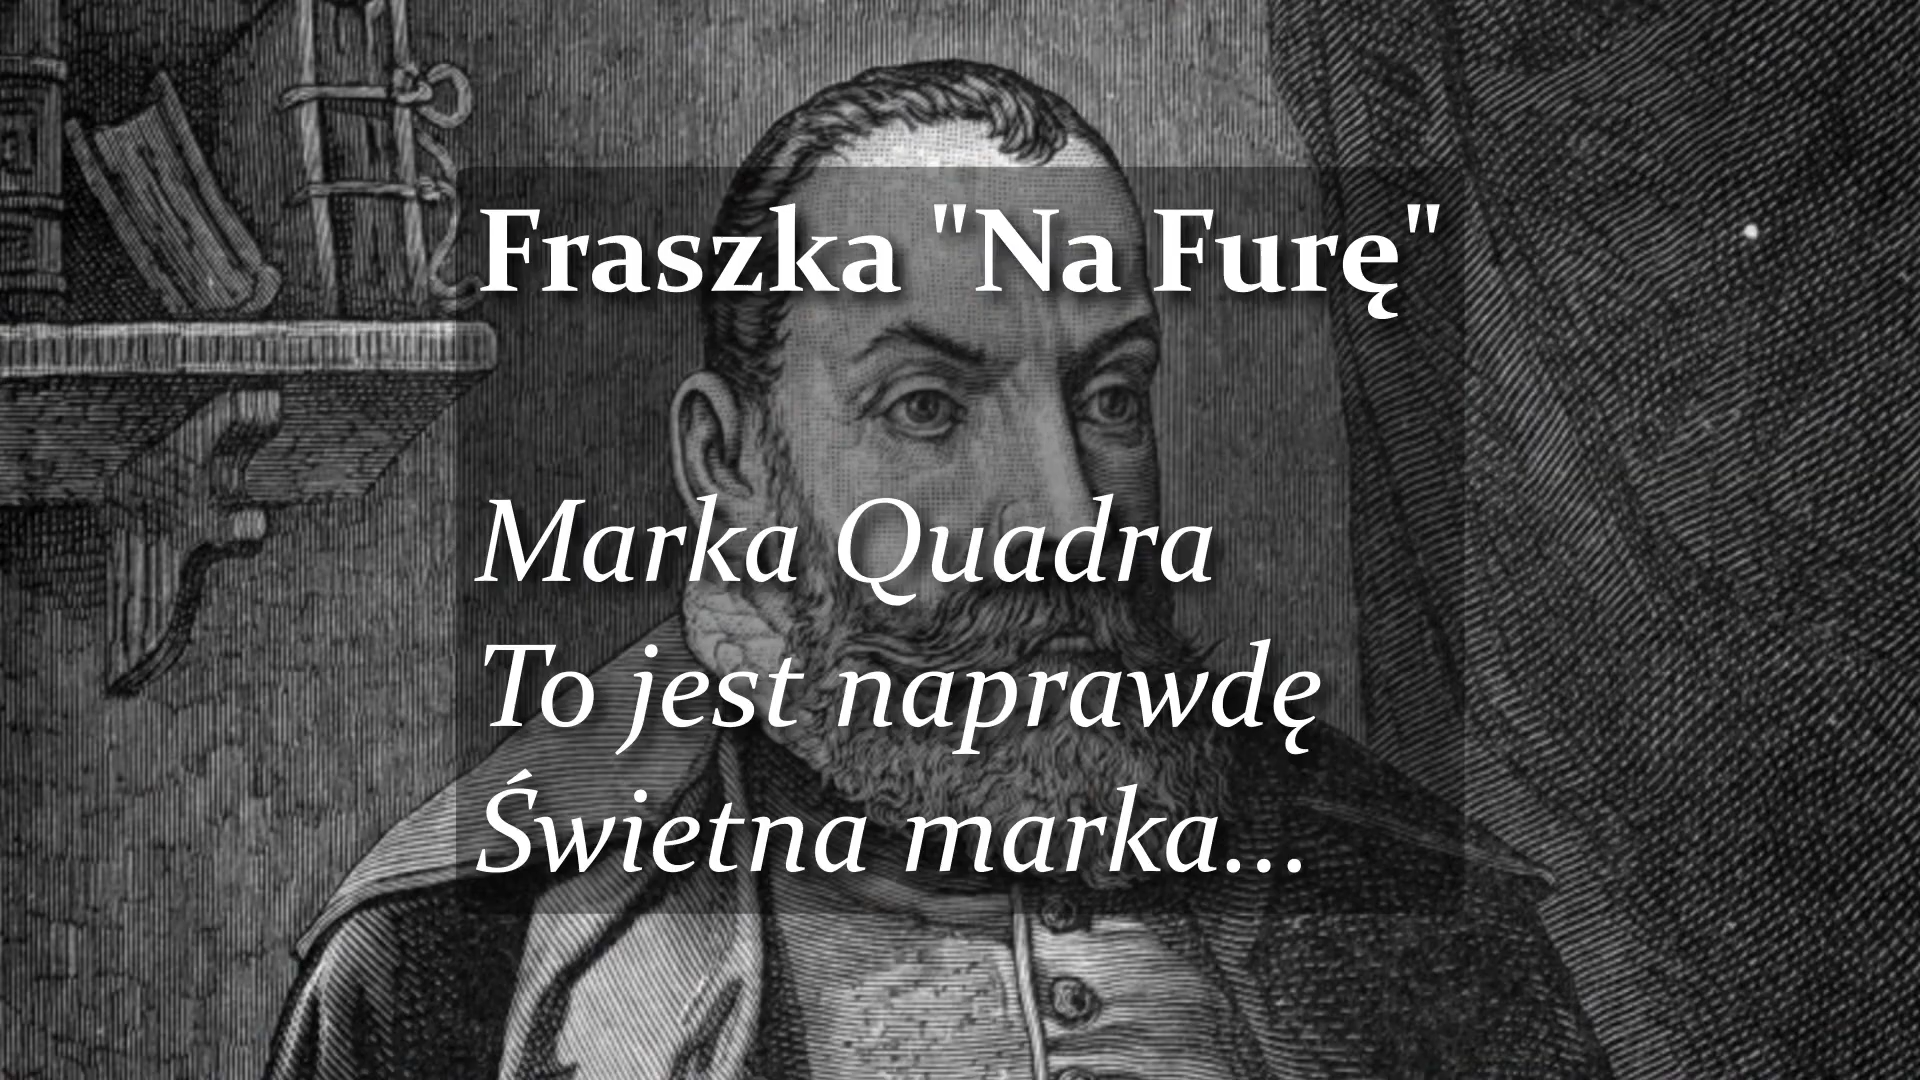 Fraszka "Na Furę"
Marka Quadra
To jest naprawdę
Świetna marka...